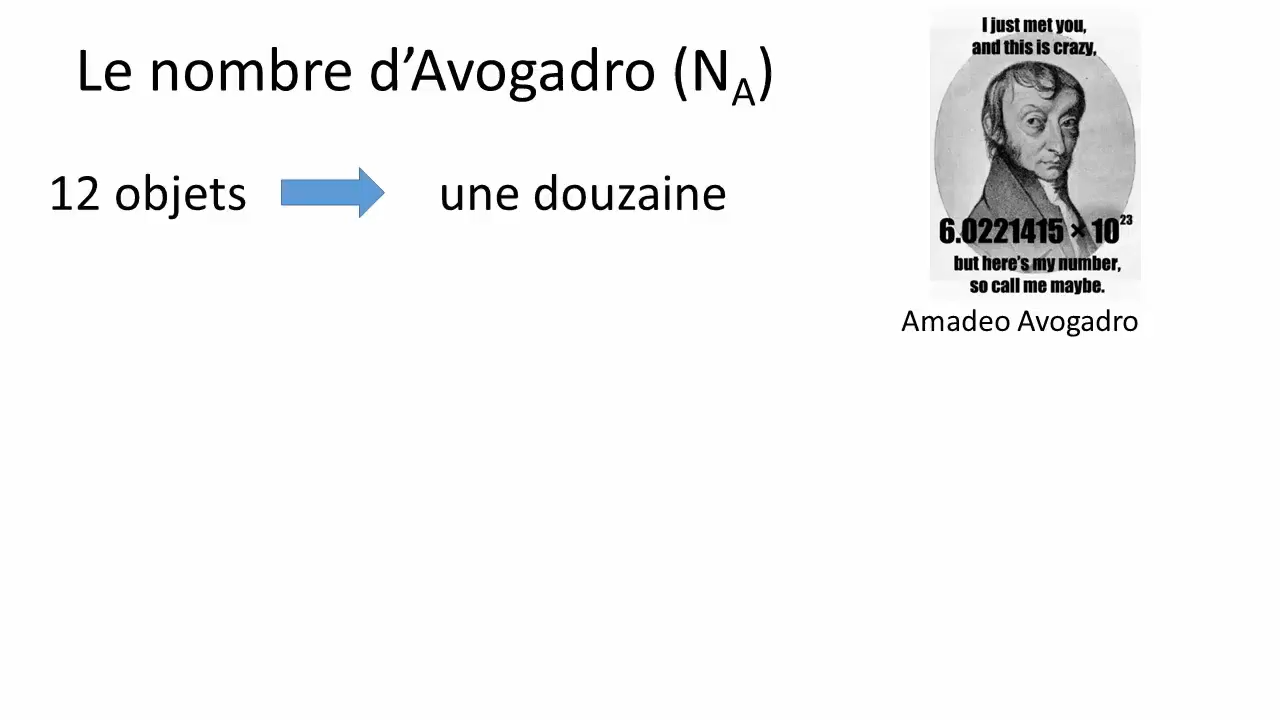 Le nombre d’Avogadro (NA)
12 objets
une douzaine
I just met you,
and this is crazy,
6.0221415 × 10²³
but here's my number,
so call me maybe.
Amadeo Avogadro